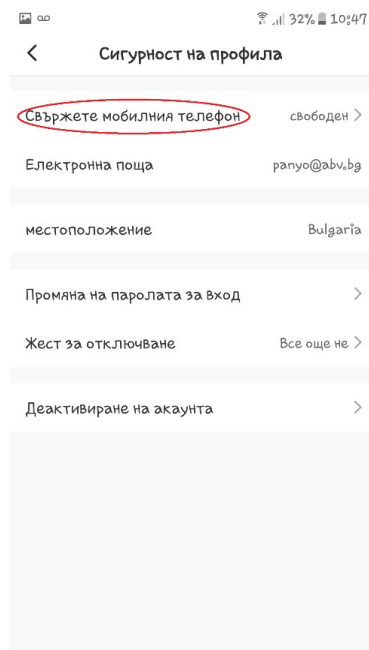 32% 10:47
Сигурност на профила
Свържете мобилния телефон свободен
Електронна поща panyo@abv.bg
местоположение Bulgaria
Промяна на паролата за вход
Жест за отключване Все още не
Деактивиране на акаунта